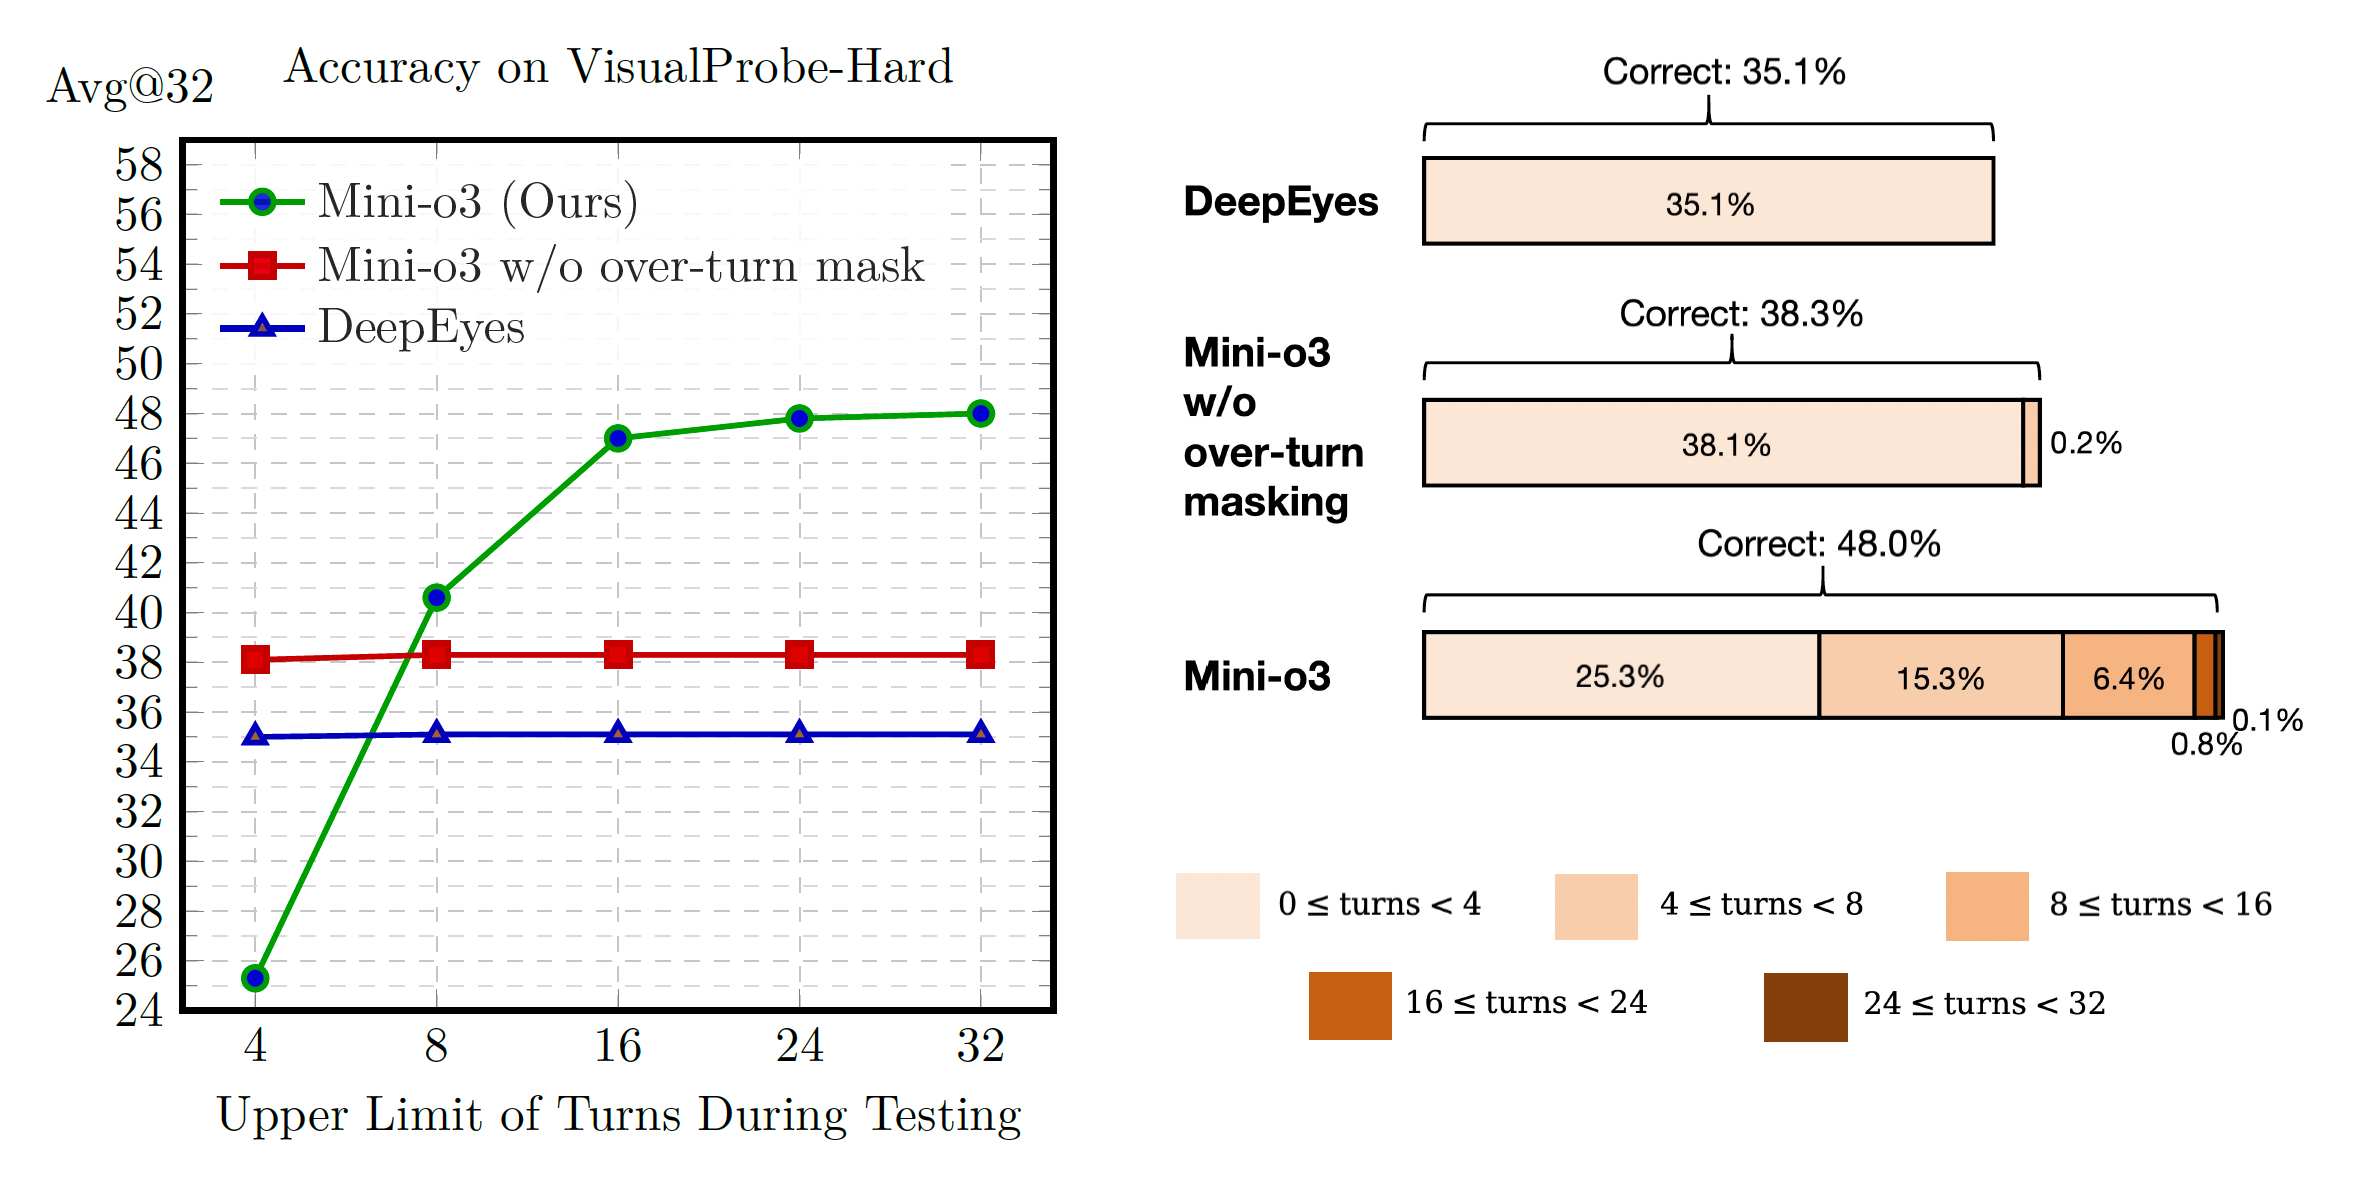 Avg@32
Accuracy on VisualProbe-Hard
58
56
54
52
50
48
46
44
42
40
38
36
34
32
30
28
26
24
Mini-o3 (Ours)
Mini-o3 w/o over-turn mask
DeepEyes
4 8 16 24 32
Upper Limit of Turns During Testing
Correct: 35.1%
DeepEyes
35.1%
Correct: 38.3%
Mini-o3
w/o
over-turn
masking
38.1%
0.2%
Correct: 48.0%
Mini-o3
25.3%
15.3%
6.4%
0.1%
0.8%
0 ≤ turns < 4
4 ≤ turns < 8
8 ≤ turns < 16
16 ≤ turns < 24
24 ≤ turns < 32